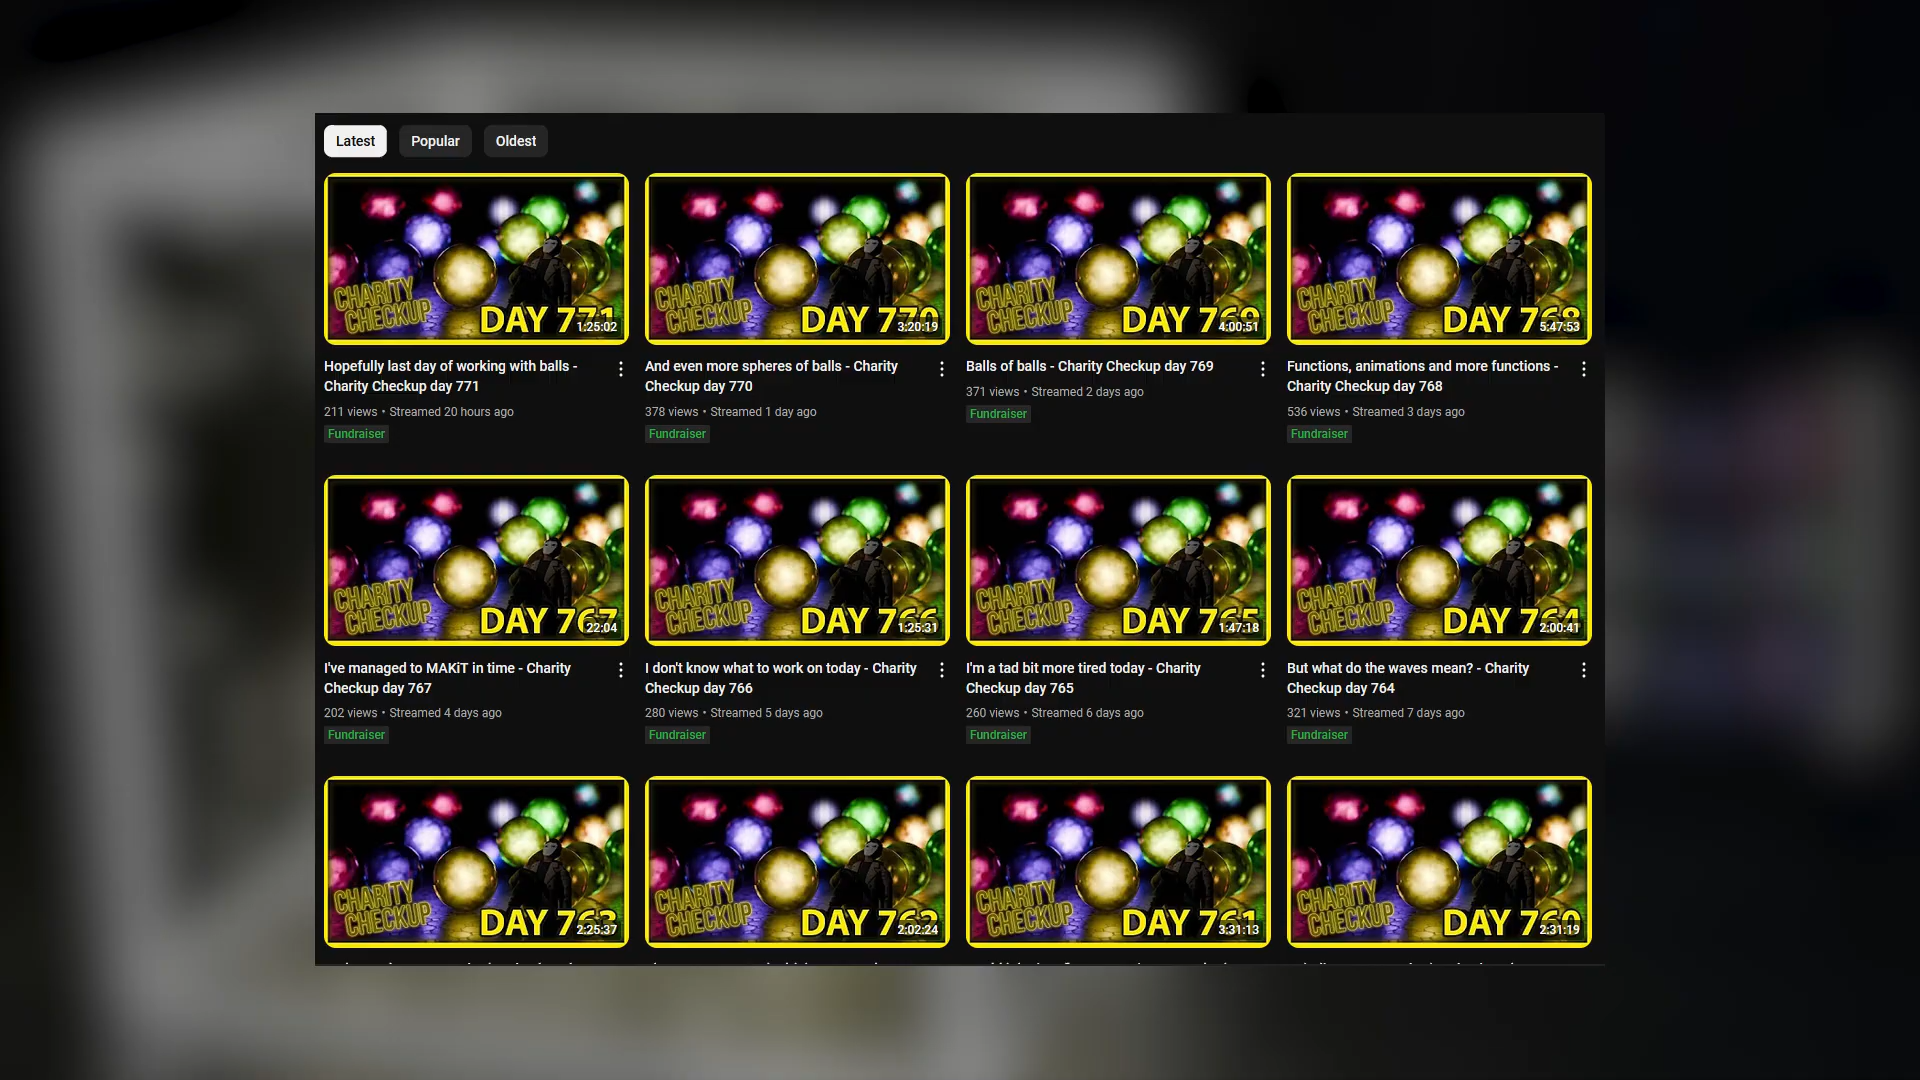 Latest
Popular
Oldest
CHARITY
CHECKUP
DAY 771
1:25:02
CHARITY
CHECKUP
DAY 770
3:20:19
CHARITY
CHECKUP
DAY 769
4:00:51
CHARITY
CHECKUP
DAY 768
5:47:53
Hopefully last day of working with balls -
Charity Checkup day 771
211 views • Streamed 20 hours ago
Fundraiser
And even more spheres of balls - Charity
Checkup day 770
378 views • Streamed 1 day ago
Fundraiser
Balls of balls - Charity Checkup day 769
371 views • Streamed 2 days ago
Fundraiser
Functions, animations and more functions -
Charity Checkup day 768
536 views • Streamed 3 days ago
Fundraiser
CHARITY
CHECKUP
DAY 767
22:04
CHARITY
CHECKUP
DAY 766
1:25:31
CHARITY
CHECKUP
DAY 765
1:47:18
CHARITY
CHECKUP
DAY 764
2:00:41
I've managed to MAKiT in time - Charity
Checkup day 767
202 views • Streamed 4 days ago
Fundraiser
I don't know what to work on today - Charity
Checkup day 766
280 views • Streamed 5 days ago
Fundraiser
I'm a tad bit more tired today - Charity
Checkup day 765
260 views • Streamed 6 days ago
Fundraiser
But what do the waves mean? - Charity
Checkup day 764
321 views • Streamed 7 days ago
Fundraiser
CHARITY
CHECKUP
DAY 763
2:25:37
CHARITY
CHECKUP
DAY 762
2:02:24
CHARITY
CHECKUP
DAY 761
3:31:13
CHARITY
CHECKUP
DAY 760
2:31:19